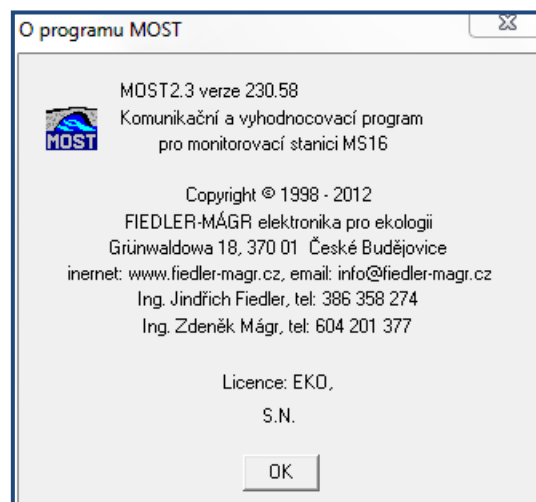 O programu MOST
MOST2.3 verze 230.58
Komunikační a vyhodnocovací program
pro monitorovací stanici MS16
MOST
Copyright © 1998 - 2012
FIEDLER-MÁGR elektronika pro ekologii
Grünwaldowa 18, 370 01 České Budějovice
inernet: www.fiedler-magr.cz, email: info@fiedler-magr.cz
Ing. Jindřich Fiedler, tel: 386 358 274
Ing. Zdeněk Mágr, tel: 604 201 377
Licence: EKO,
S.N.
OK